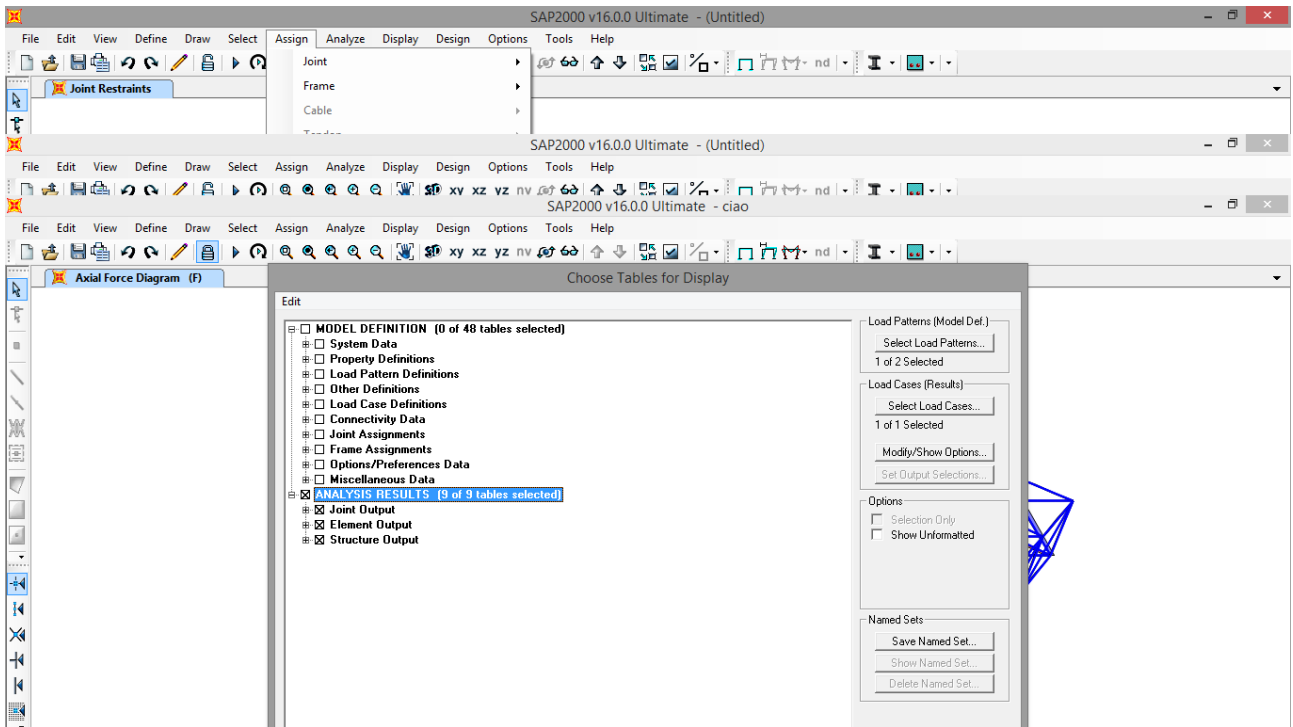 SAP2000 v16.0.0 Ultimate - (Untitled)
File Edit View Define Draw Select Assign Analyze Display Design Options Tools Help
Joint
nd
Joint Restraints
Frame
Cable
Tendon
SAP2000 v16.0.0 Ultimate - (Untitled)
File Edit View Define Draw Select Assign Analyze Display Design Options Tools Help
3D xy xz yz nv nd
SAP2000 v16.0.0 Ultimate - ciao
File Edit View Define Draw Select Assign Analyze Display Design Options Tools Help
3D xy xz yz nv nd
Axial Force Diagram (F)
Choose Tables for Display
Edit
MODEL DEFINITION (0 of 48 tables selected)
System Data
Property Definitions
Load Pattern Definitions
Other Definitions
Load Case Definitions
Connectivity Data
Joint Assignments
Frame Assignments
Options/Preferences Data
Miscellaneous Data
ANALYSIS RESULTS (9 of 9 tables selected)
Joint Output
Element Output
Structure Output
Load Patterns (Model Def.)
Select Load Patterns...
1 of 2 Selected
Load Cases (Results)
Select Load Cases...
1 of 1 Selected
Modify/Show Options...
Set Output Selections...
Options
Selection Only
Show Unformatted
Named Sets
Save Named Set...
Show Named Set...
Delete Named Set...